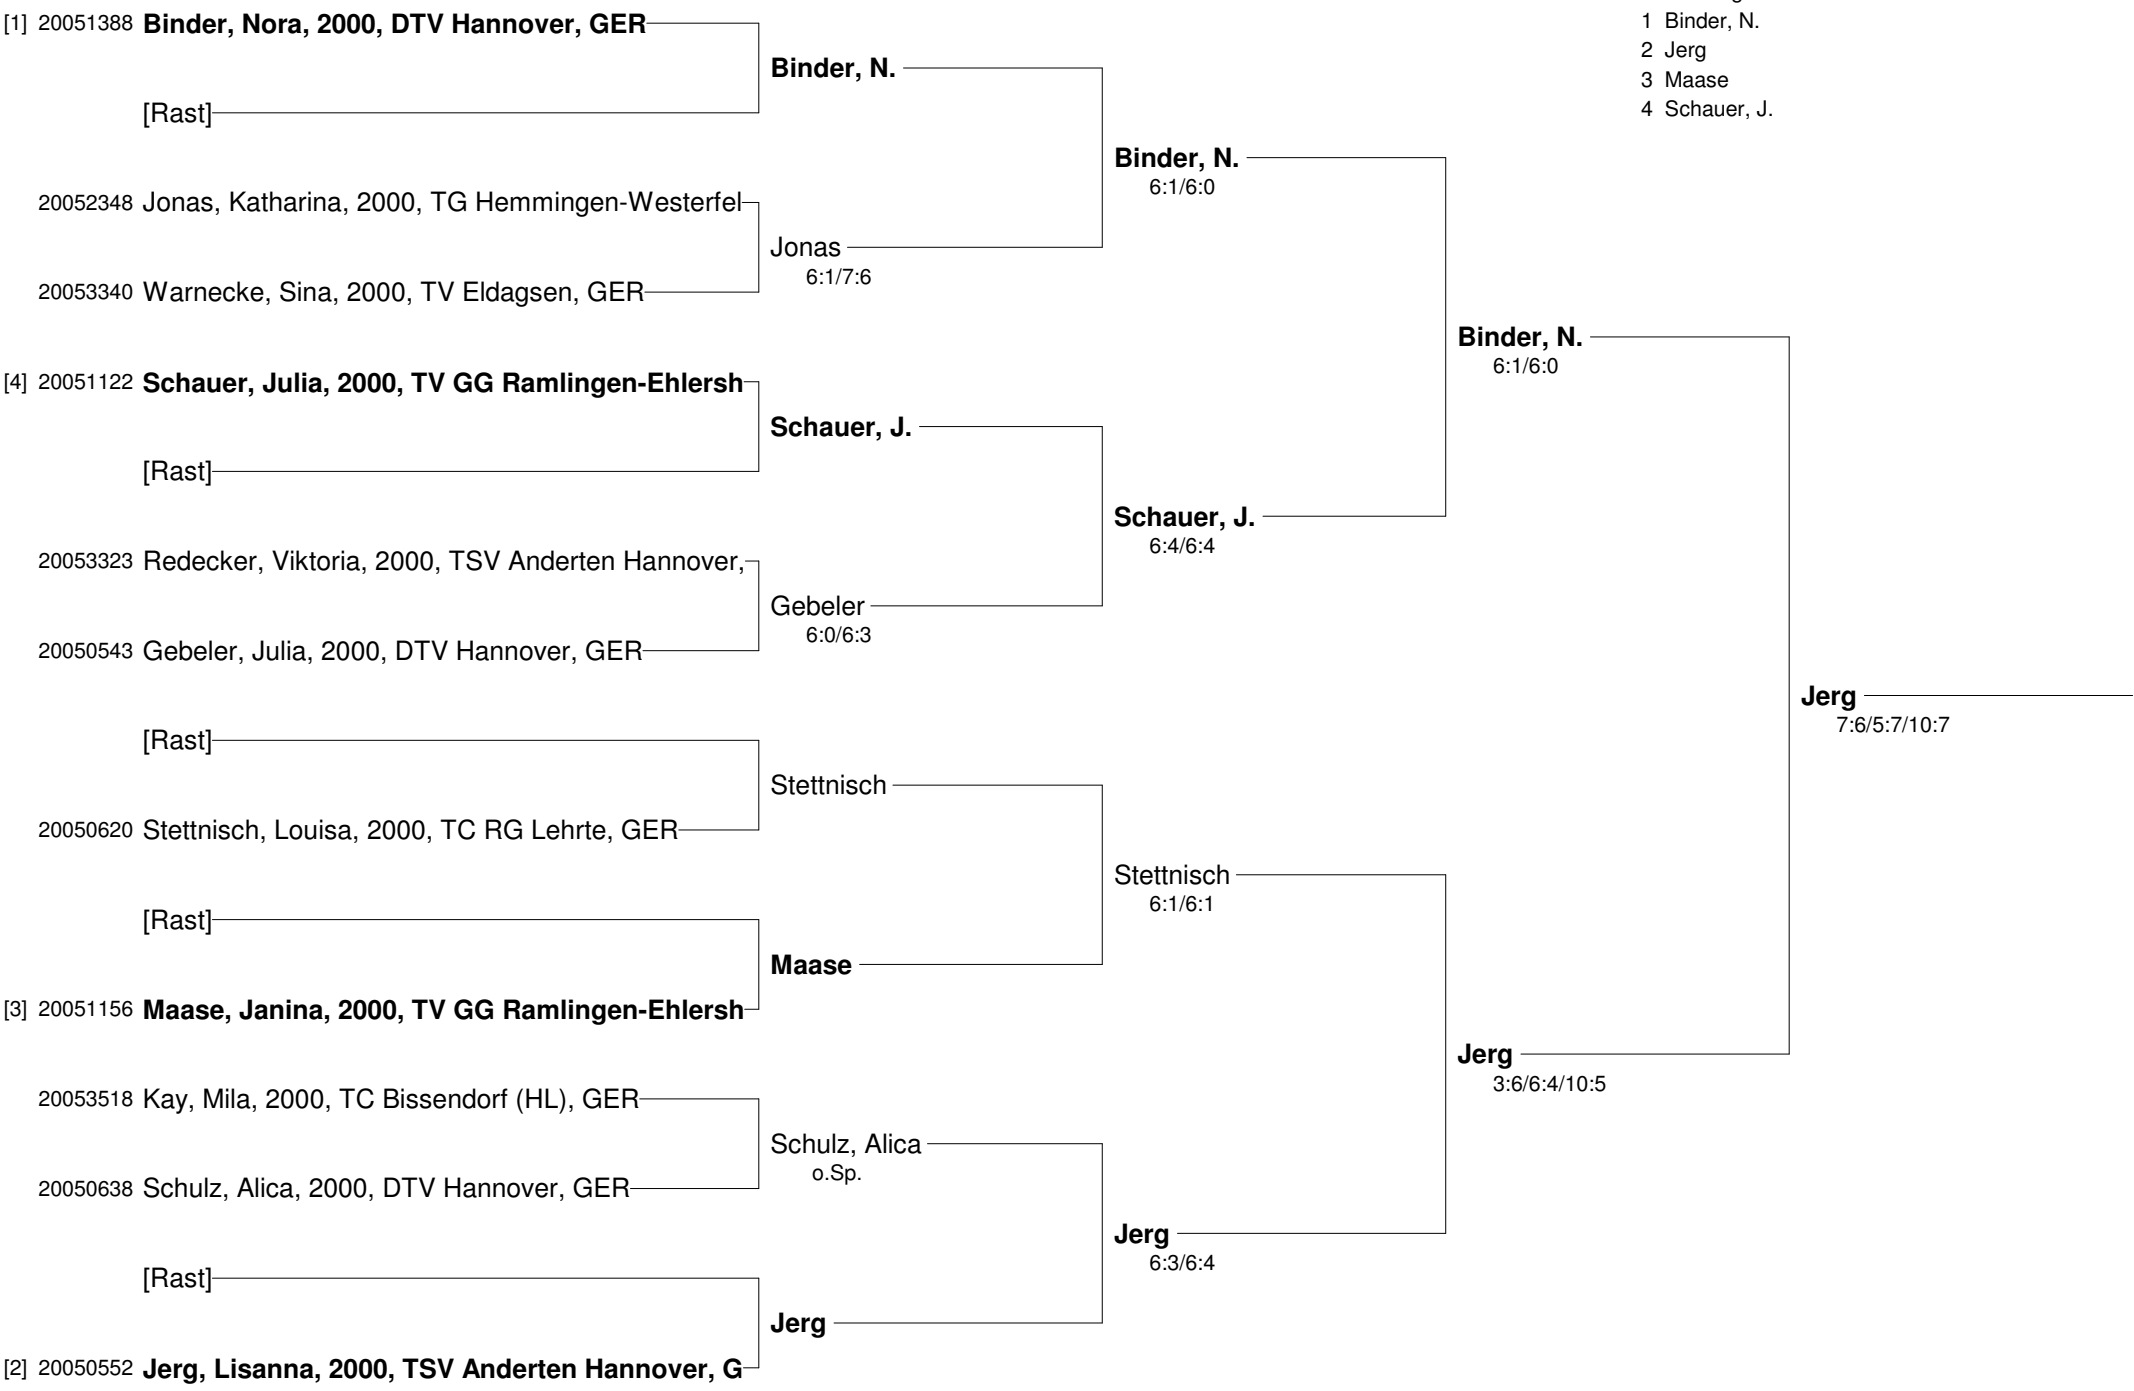 [1] 20051388 Binder, Nora, 2000, DTV Hannover, GER
[Rast]
20052348 Jonas, Katharina, 2000, TG Hemmingen-Westerfel
20053340 Warnecke, Sina, 2000, TV Eldagsen, GER
[4] 20051122 Schauer, Julia, 2000, TV GG Ramlingen-Ehlersh
[Rast]
20053323 Redecker, Viktoria, 2000, TSV Anderten Hannover,
20050543 Gebeler, Julia, 2000, DTV Hannover, GER
[Rast]
20050620 Stettnisch, Louisa, 2000, TC RG Lehrte, GER
[Rast]
[3] 20051156 Maase, Janina, 2000, TV GG Ramlingen-Ehlersh
20053518 Kay, Mila, 2000, TC Bissendorf (HL), GER
20050638 Schulz, Alica, 2000, DTV Hannover, GER
[Rast]
[2] 20050552 Jerg, Lisanna, 2000, TSV Anderten Hannover, G
Binder, N.
Jonas
6:1/7:6
Schauer, J.
Gebeler
6:0/6:3
Stettnisch
Maase
Schulz, Alica
o.Sp.
Jerg
Binder, N.
6:1/6:0
Schauer, J.
6:4/6:4
Stettnisch
6:1/6:1
Jerg
6:3/6:4
Binder, N.
6:1/6:0
Jerg
3:6/6:4/10:5
Jerg
7:6/5:7/10:7
1 Binder, N.
2 Jerg
3 Maase
4 Schauer, J.